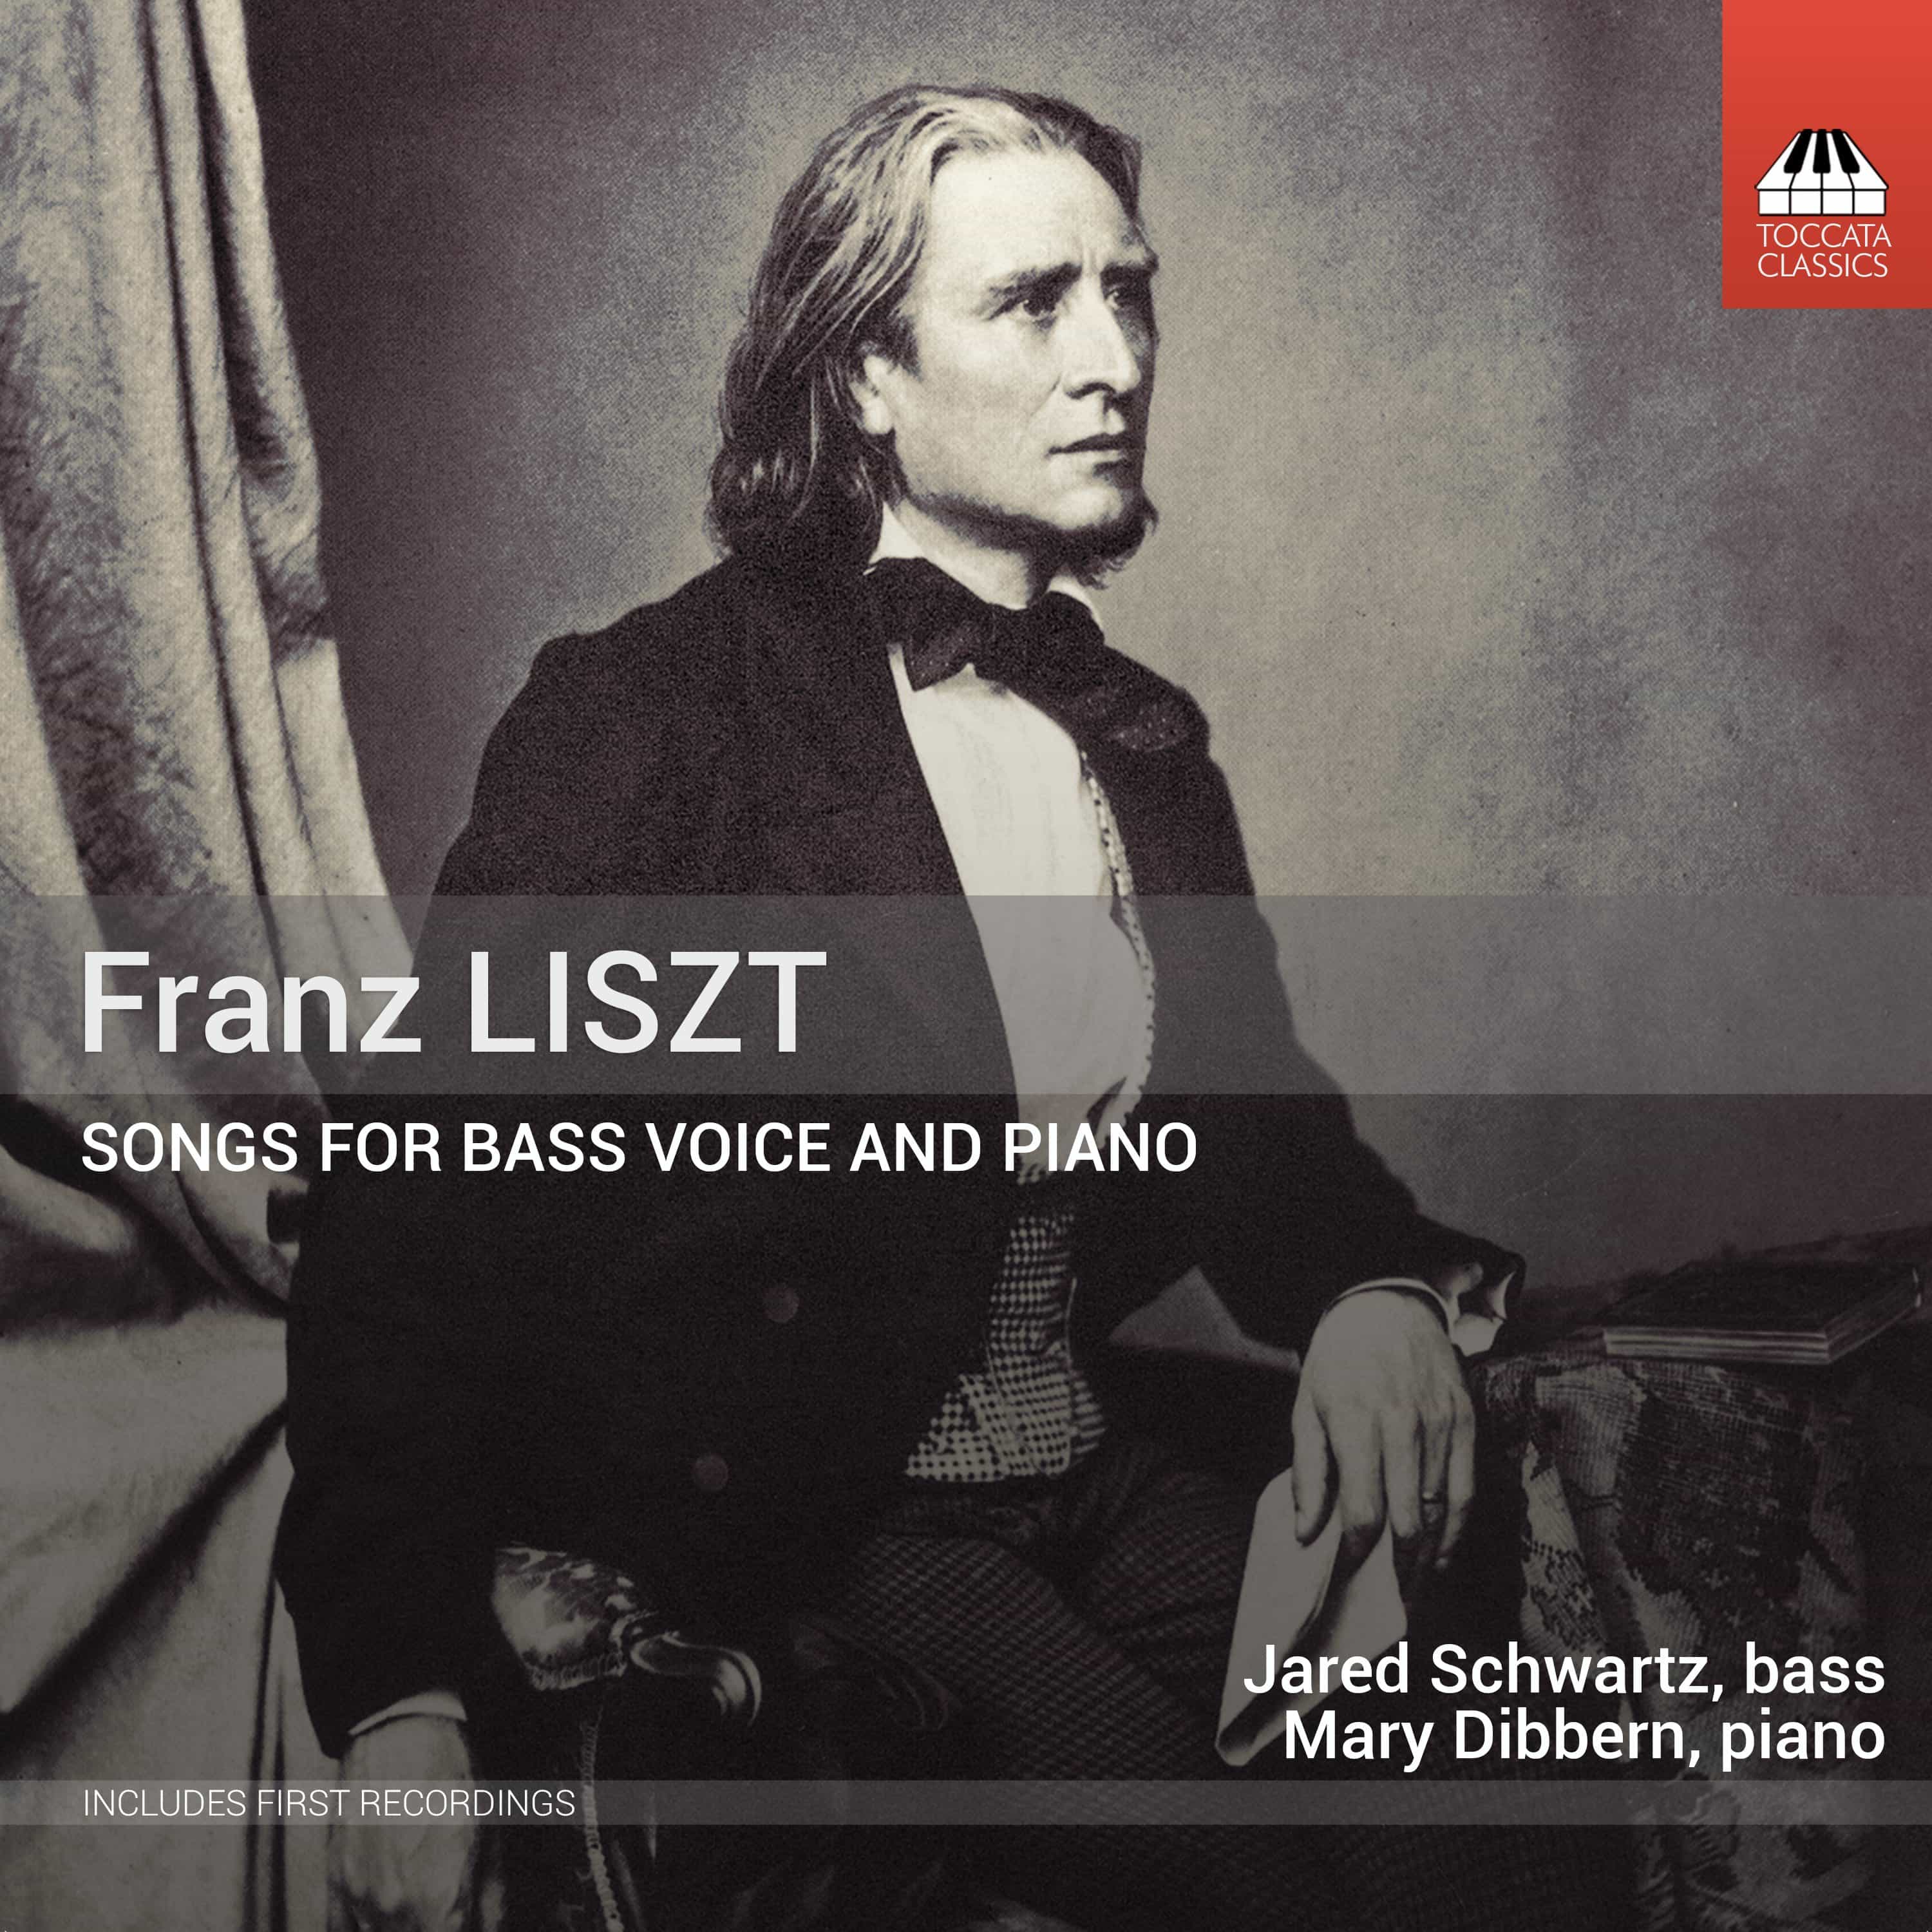 TOCCATA
CLASSICS
Franz LISZT
SONGS FOR BASS VOICE AND PIANO
Jared Schwartz, bass
Mary Dibbern, piano
INCLUDES FIRST RECORDINGS